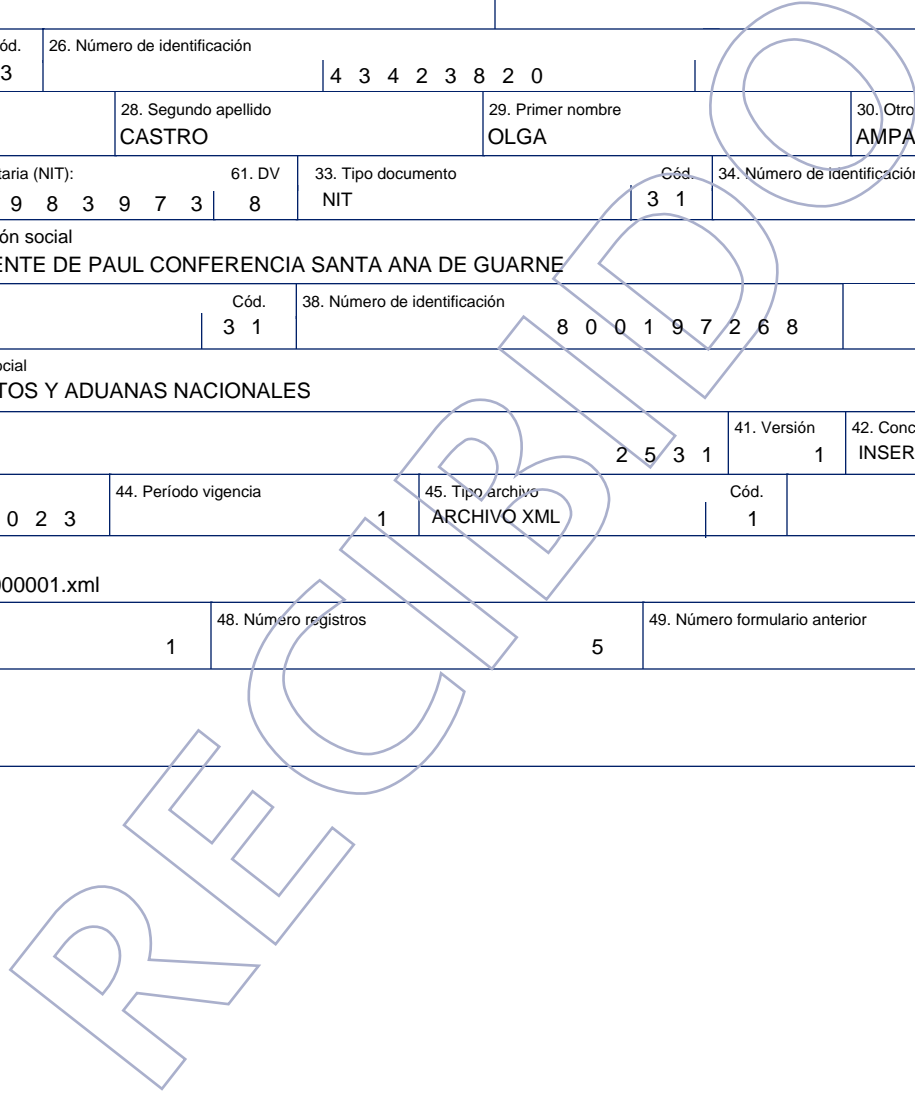 ód. 26. Número de identificación
3 4 3 4 2 3 8 2 0
28. Segundo apellido 29. Primer nombre 30. Otro
CASTRO OLGA AMPA
taria (NIT): 61. DV 33. Tipo documento Cód. 34. Número de identificación
9 8 3 9 7 3 8 NIT 3 1
ón social
ENTE DE PAUL CONFERENCIA SANTA ANA DE GUARNE
Cód. 38. Número de identificación
3 1 8 0 0 1 9 7 2 6 8
ocial
TOS Y ADUANAS NACIONALES
41. Versión 42. Conc
2 5 3 1 1 INSER
44. Período vigencia 45. Tipo archivo Cód.
0 2 3 1 ARCHIVO XML 1
000001.xml
48. Número registros 49. Número formulario anterior
1 5
RECIBIDO